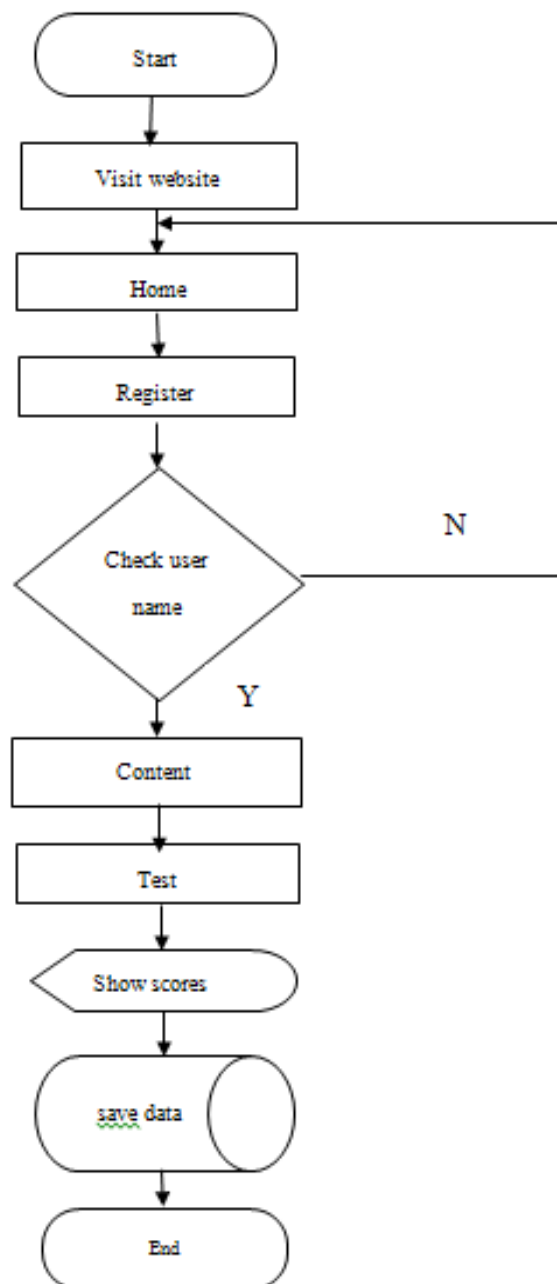 Start
Visit website
Home
Register
Check user
name
N
Y
Content
Test
Show scores
save data
End